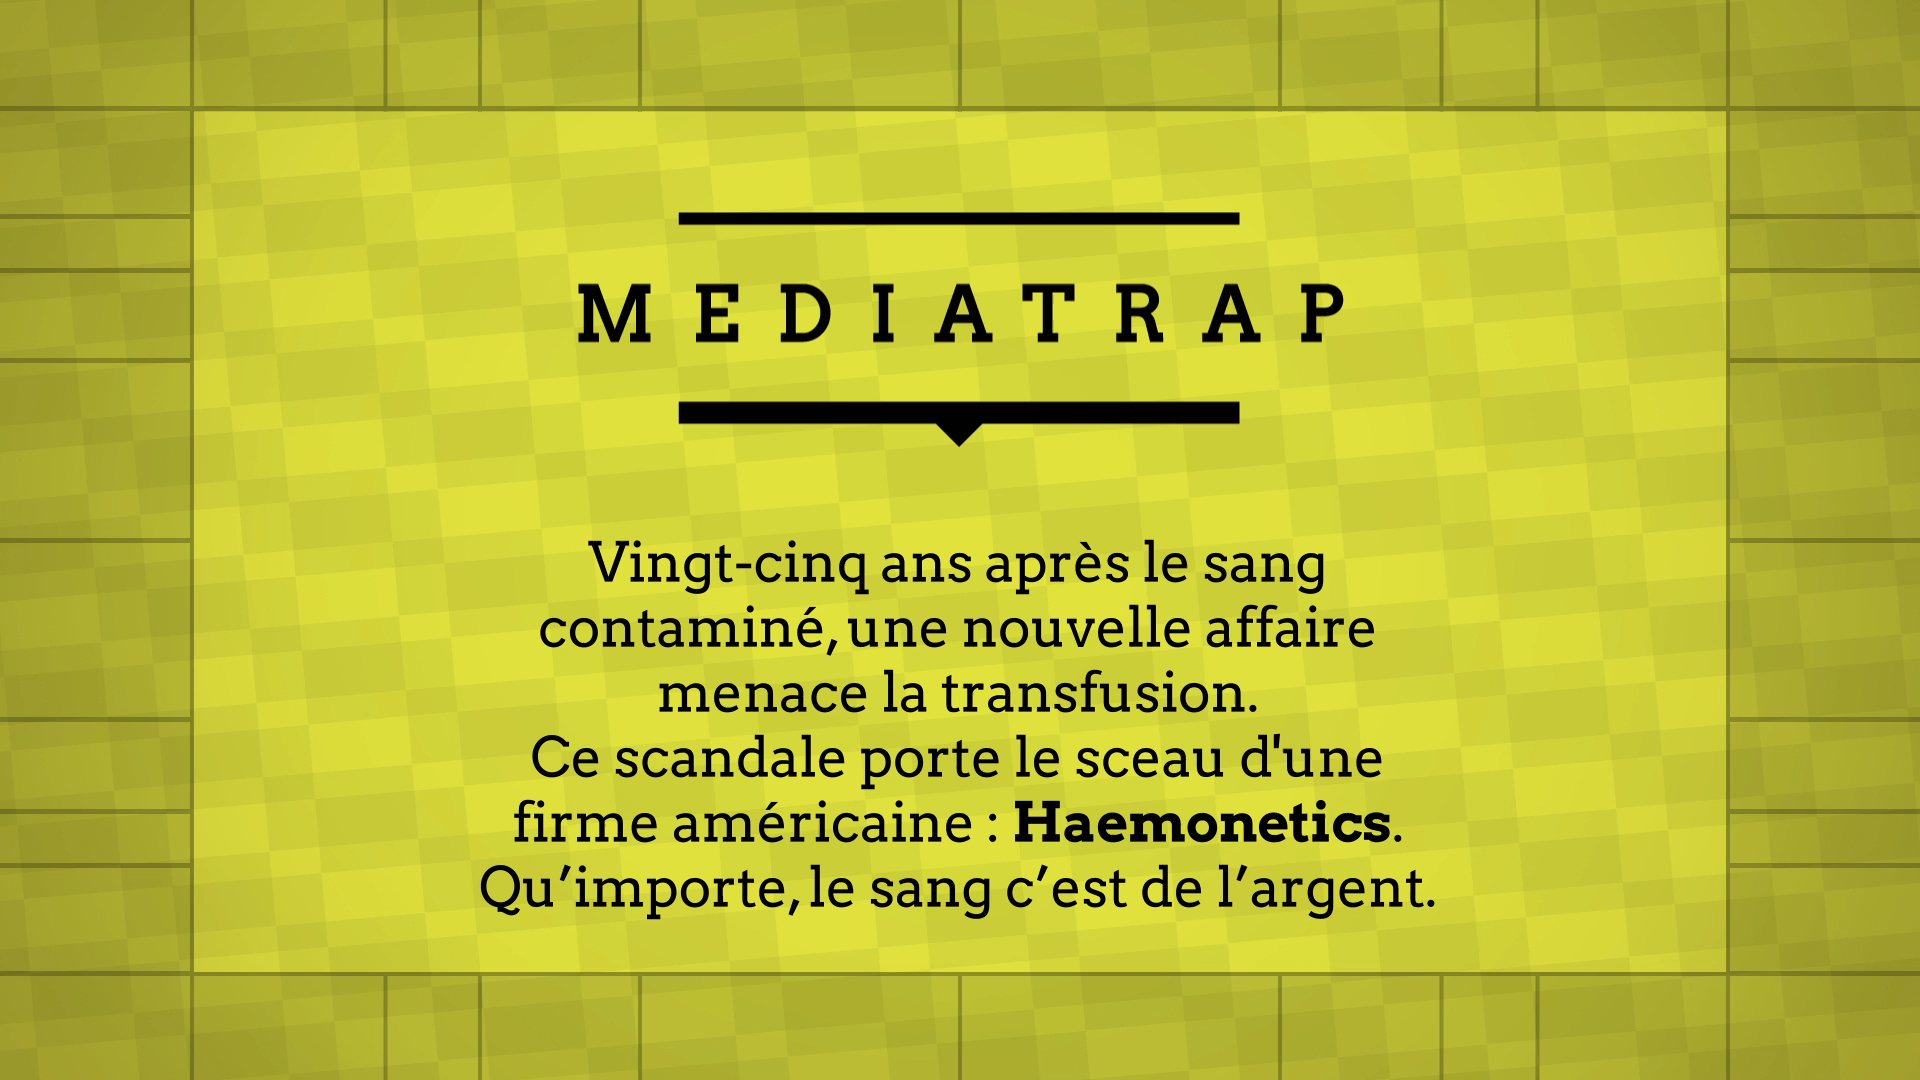 MEDIATRAP
Vingt-cinq ans après le sang
contaminé, une nouvelle affaire
menace la transfusion.
Ce scandale porte le sceau d'une
firme américaine : Haemonetics.
Qu’importe, le sang c’est de l’argent.